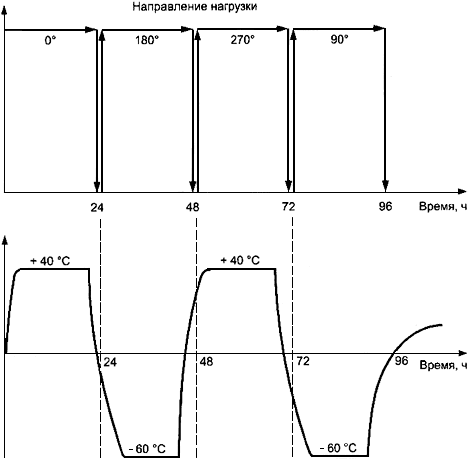 Направление нагрузки
0° 180° 270° 90°
24 48 72 96 Время, ч
+ 40 °C + 40 °C
24 48 72 96 Время, ч
- 60 °C - 60 °C